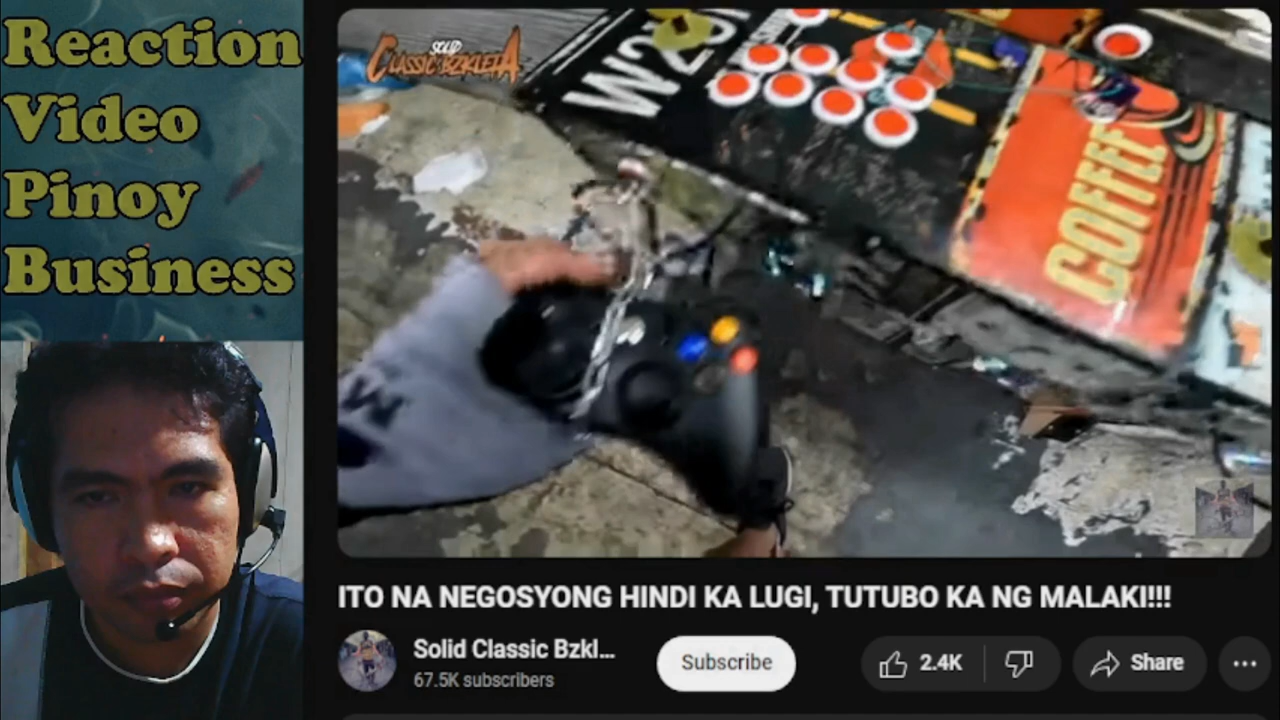 Reaction
Video
Pinoy
Business
SOLID
CLASSIC BZKLETA
COFFEE
ITO NA NEGOSYONG HINDI KA LUGI, TUTUBO KA NG MALAKI!!!
Solid Classic Bzkl...
67.5K subscribers
Subscribe
2.4K
Share